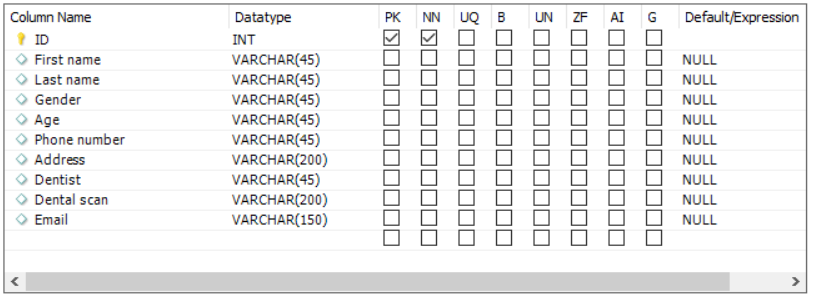 Column Name Datatype PK NN UQ B UN ZF AI G Default/Expression
ID INT
First name VARCHAR(45) NULL
Last name VARCHAR(45) NULL
Gender VARCHAR(45) NULL
Age VARCHAR(45) NULL
Phone number VARCHAR(45) NULL
Address VARCHAR(200) NULL
Dentist VARCHAR(45) NULL
Dental scan VARCHAR(200) NULL
Email VARCHAR(150) NULL